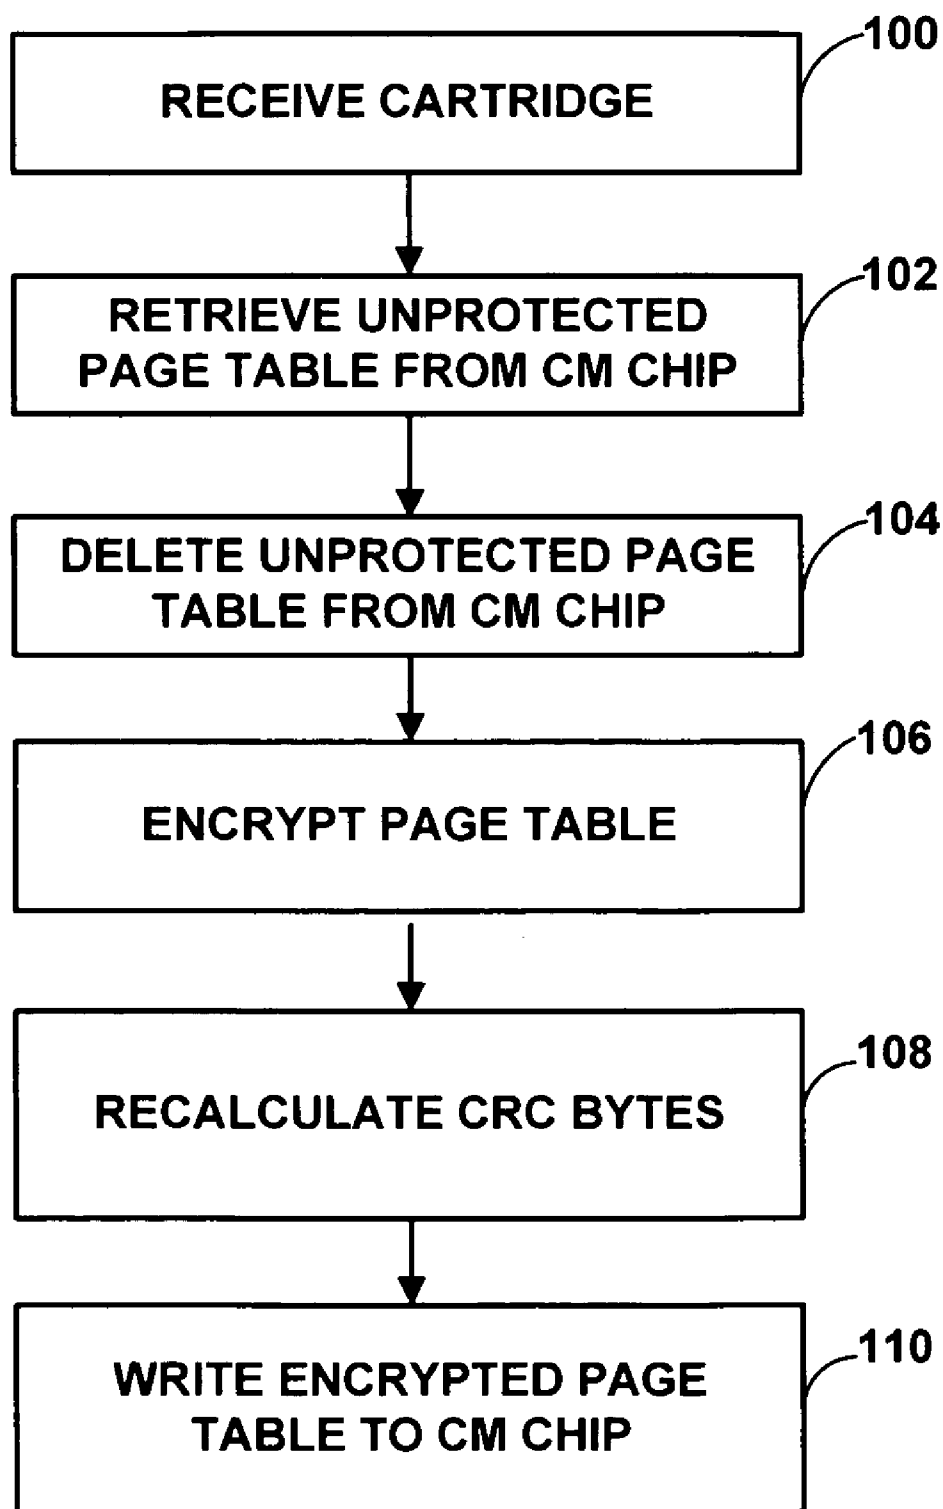 100
RECEIVE CARTRIDGE
102
RETRIEVE UNPROTECTED
PAGE TABLE FROM CM CHIP
104
DELETE UNPROTECTED PAGE
TABLE FROM CM CHIP
106
ENCRYPT PAGE TABLE
108
RECALCULATE CRC BYTES
110
WRITE ENCRYPTED PAGE
TABLE TO CM CHIP